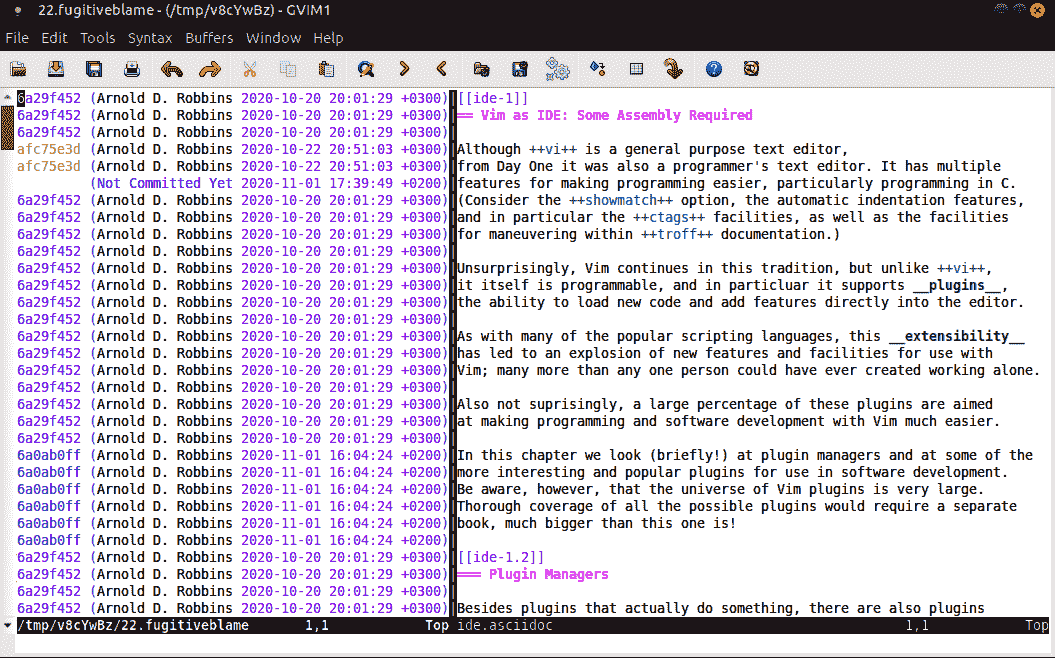 22.fugitiveblame - (/tmp/v8cYwBz) - GVIM1
File Edit Tools Syntax Buffers Window Help
6a29f452 (Arnold D. Robbins 2020-10-20 20:01:29 +0300) [[ide-1]]
6a29f452 (Arnold D. Robbins 2020-10-20 20:01:29 +0300) == Vim as IDE: Some Assembly Required
6a29f452 (Arnold D. Robbins 2020-10-20 20:01:29 +0300)
afc75e3d (Arnold D. Robbins 2020-10-22 20:51:03 +0300) Although ++vi++ is a general purpose text editor,
afc75e3d (Arnold D. Robbins 2020-10-22 20:51:03 +0300) from Day One it was also a programmer's text editor. It has multiple
(Not Committed Yet 2020-11-01 17:39:49 +0200) features for making programming easier, particularly programming in C.
6a29f452 (Arnold D. Robbins 2020-10-20 20:01:29 +0300) (Consider the ++showmatch++ option, the automatic indentation features,
6a29f452 (Arnold D. Robbins 2020-10-20 20:01:29 +0300) and in particular the ++ctags++ facilities, as well as the facilities
6a29f452 (Arnold D. Robbins 2020-10-20 20:01:29 +0300) for maneuvering within ++troff++ documentation.)
6a29f452 (Arnold D. Robbins 2020-10-20 20:01:29 +0300)
6a29f452 (Arnold D. Robbins 2020-10-20 20:01:29 +0300) Unsurprisingly, Vim continues in this tradition, but unlike ++vi++,
6a29f452 (Arnold D. Robbins 2020-10-20 20:01:29 +0300) it itself is programmable, and in particluar it supports __plugins__,
6a29f452 (Arnold D. Robbins 2020-10-20 20:01:29 +0300) the ability to load new code and add features directly into the editor.
6a29f452 (Arnold D. Robbins 2020-10-20 20:01:29 +0300)
6a29f452 (Arnold D. Robbins 2020-10-20 20:01:29 +0300) As with many of the popular scripting languages, this __extensibility__
6a29f452 (Arnold D. Robbins 2020-10-20 20:01:29 +0300) has led to an explosion of new features and facilities for use with
6a29f452 (Arnold D. Robbins 2020-10-20 20:01:29 +0300) Vim; many more than any one person could have ever created working alone.
6a29f452 (Arnold D. Robbins 2020-10-20 20:01:29 +0300)
6a29f452 (Arnold D. Robbins 2020-10-20 20:01:29 +0300) Also not suprisingly, a large percentage of these plugins are aimed
6a29f452 (Arnold D. Robbins 2020-10-20 20:01:29 +0300) at making programming and software development with Vim much easier.
6a29f452 (Arnold D. Robbins 2020-10-20 20:01:29 +0300)
6a0ab0ff (Arnold D. Robbins 2020-11-01 16:04:24 +0200) In this chapter we look (briefly!) at plugin managers and at some of the
6a0ab0ff (Arnold D. Robbins 2020-11-01 16:04:24 +0200) more interesting and popular plugins for use in software development.
6a0ab0ff (Arnold D. Robbins 2020-11-01 16:04:24 +0200) Be aware, however, that the universe of Vim plugins is very large.
6a0ab0ff (Arnold D. Robbins 2020-11-01 16:04:24 +0200) Thorough coverage of all the possible plugins would require a separate
6a0ab0ff (Arnold D. Robbins 2020-11-01 16:04:24 +0200) book, much bigger than this one is!
6a0ab0ff (Arnold D. Robbins 2020-11-01 16:04:24 +0200)
6a29f452 (Arnold D. Robbins 2020-10-20 20:01:29 +0300) [[ide-1.2]]
6a29f452 (Arnold D. Robbins 2020-10-20 20:01:29 +0300) === Plugin Managers
6a29f452 (Arnold D. Robbins 2020-10-20 20:01:29 +0300)
6a29f452 (Arnold D. Robbins 2020-10-20 20:01:29 +0300) Besides plugins that actually do something, there are also plugins
/tmp/v8cYwBz/22.fugitiveblame 1,1 Top ide.asciidoc 1,1 Top